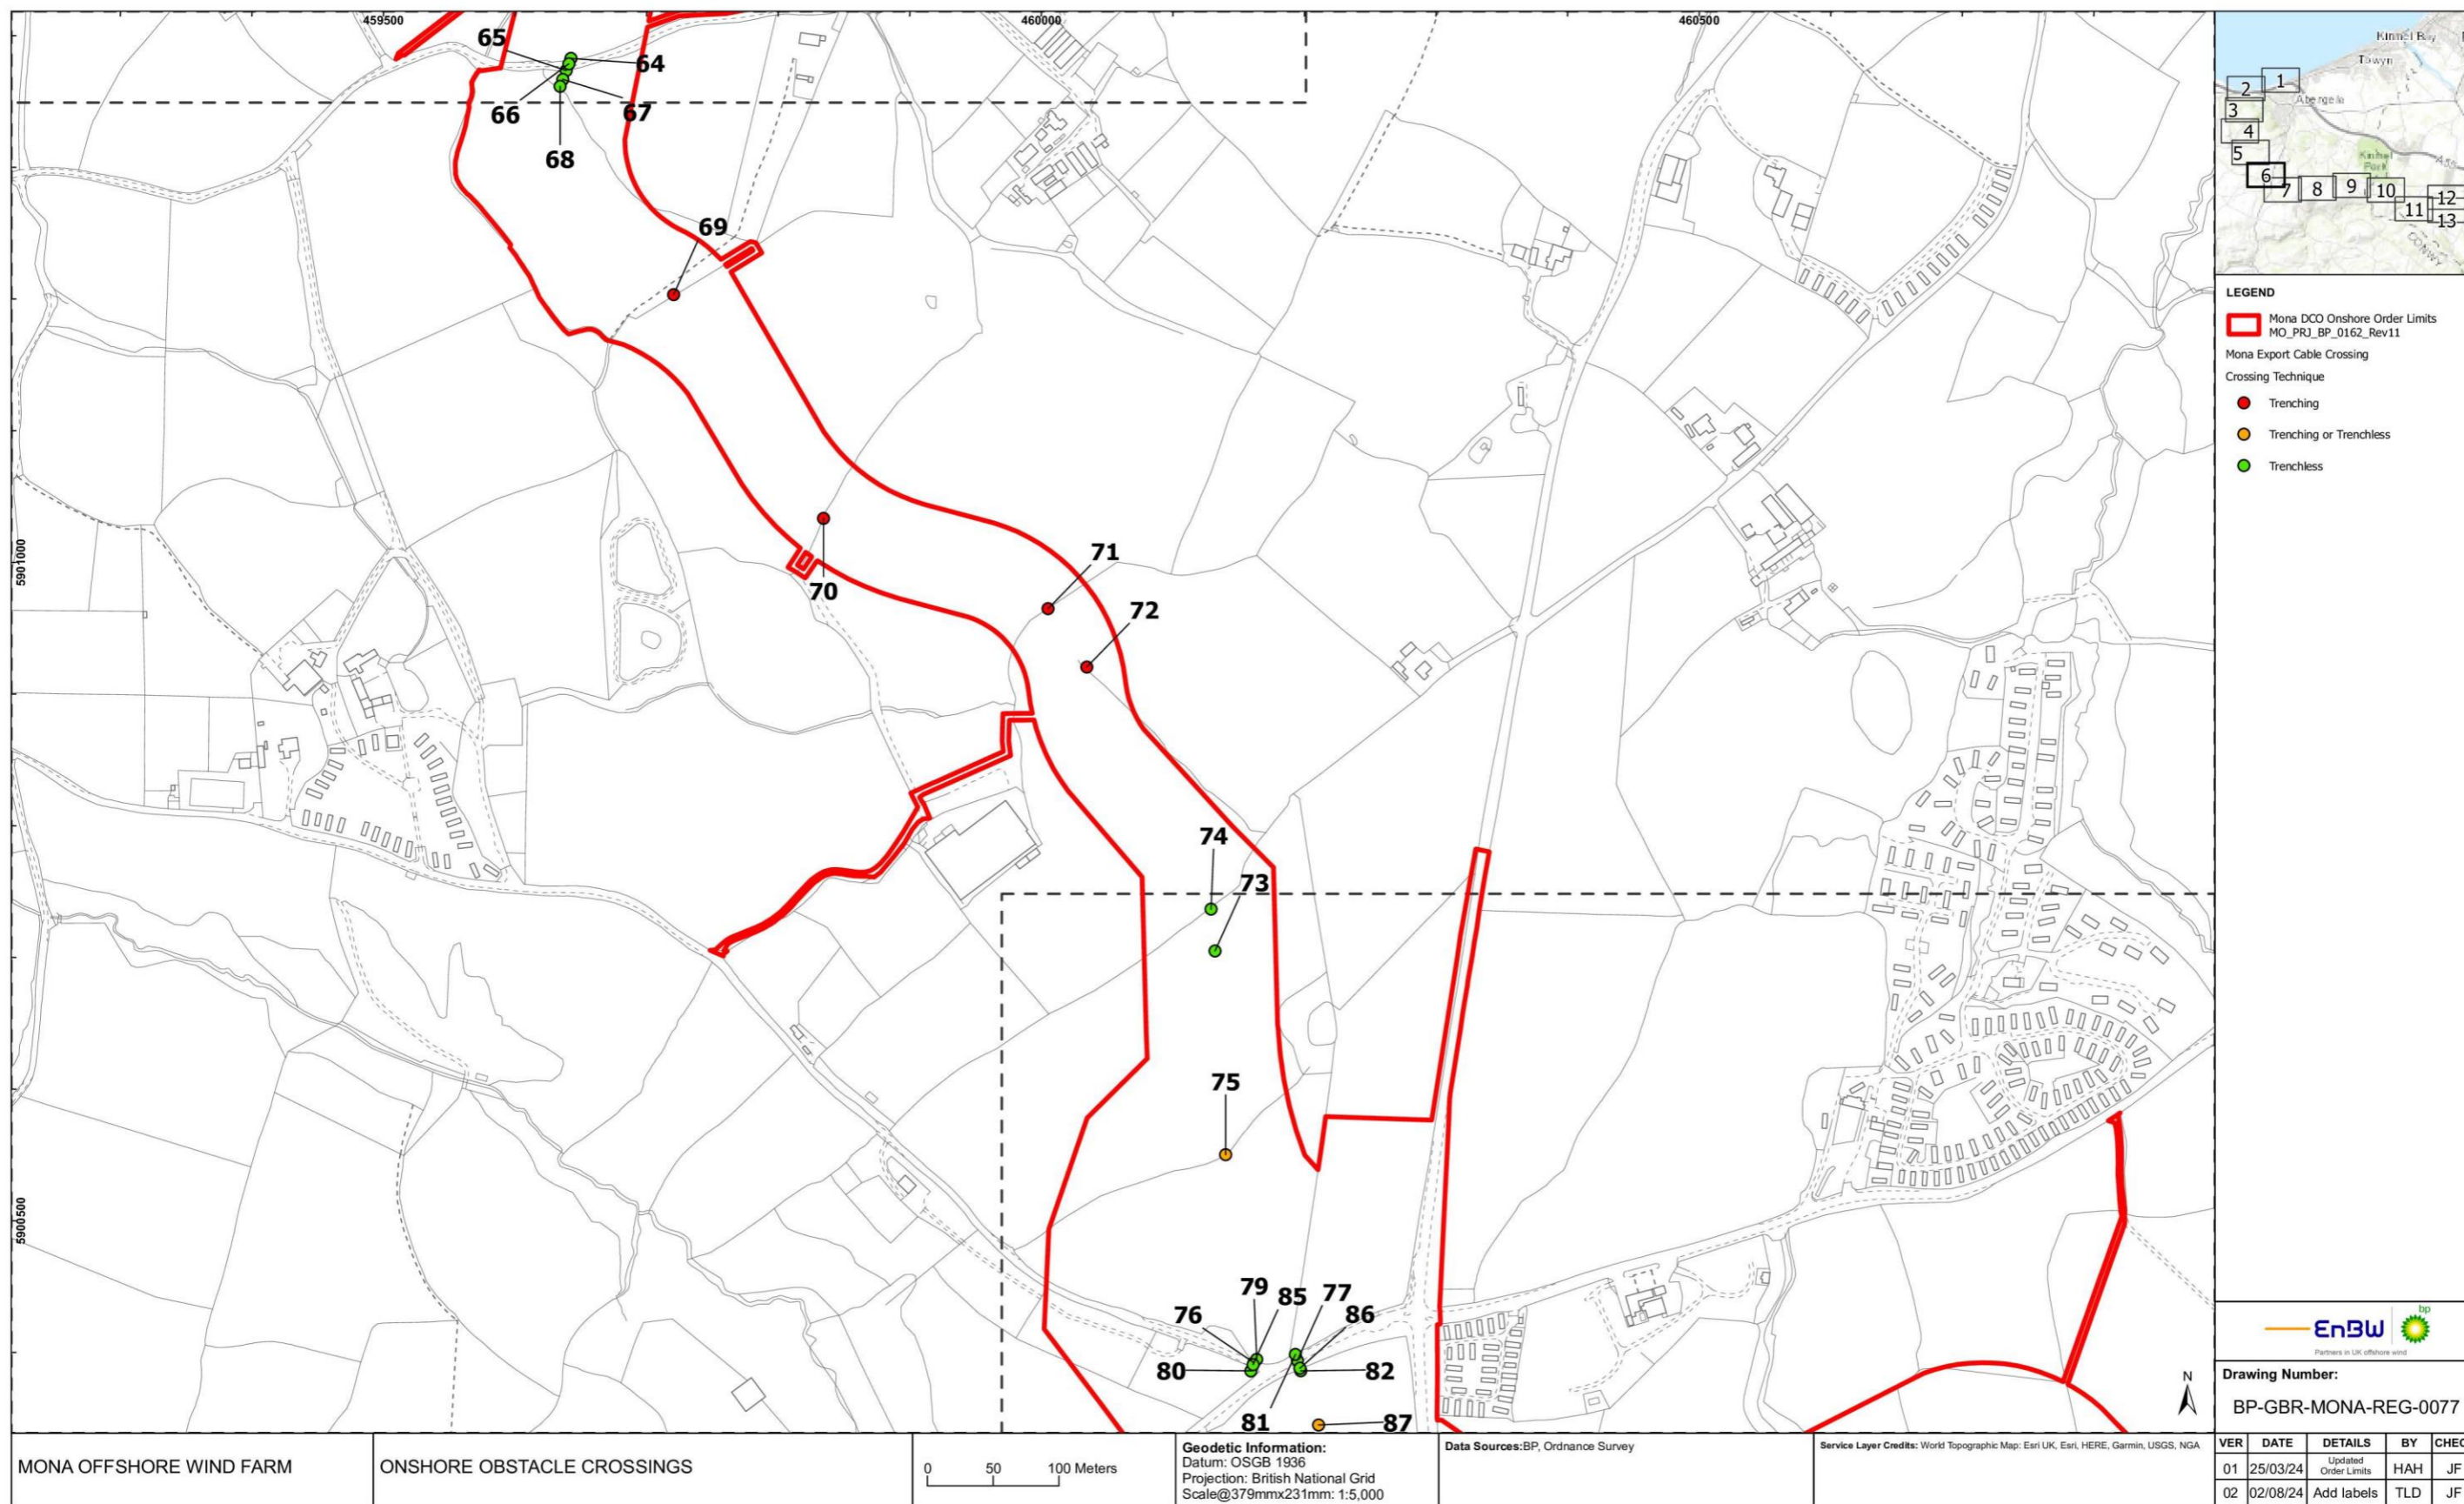 459500
460000
460500
65
64
66
67
68
69
70
71
72
74
73
75
79
85
77
76
86
80
82
81
87
5901000
5900500
N
Kinmel Bay
Towyn
Abergele
Kinmel
Park
CONWY
1
2
3
4
5
6
7
8
9
10
11
12
13
LEGEND
Mona DCO Onshore Order Limits
MO_PRJ_BP_0162_Rev11
Mona Export Cable Crossing
Crossing Technique
Trenching
Trenching or Trenchless
Trenchless
EnBW
bp
Partners in UK offshore wind
Drawing Number:
BP-GBR-MONA-REG-0077
VER DATE DETAILS BY CHEC
01 25/03/24 Updated Order Limits HAH JF
02 02/08/24 Add labels TLD JF
MONA OFFSHORE WIND FARM
ONSHORE OBSTACLE CROSSINGS
0 50 100 Meters
Geodetic Information:
Datum: OSGB 1936
Projection: British National Grid
Scale@379mmx231mm: 1:5,000
Data Sources:BP, Ordnance Survey
Service Layer Credits: World Topographic Map: Esri UK, Esri, HERE, Garmin, USGS, NGA